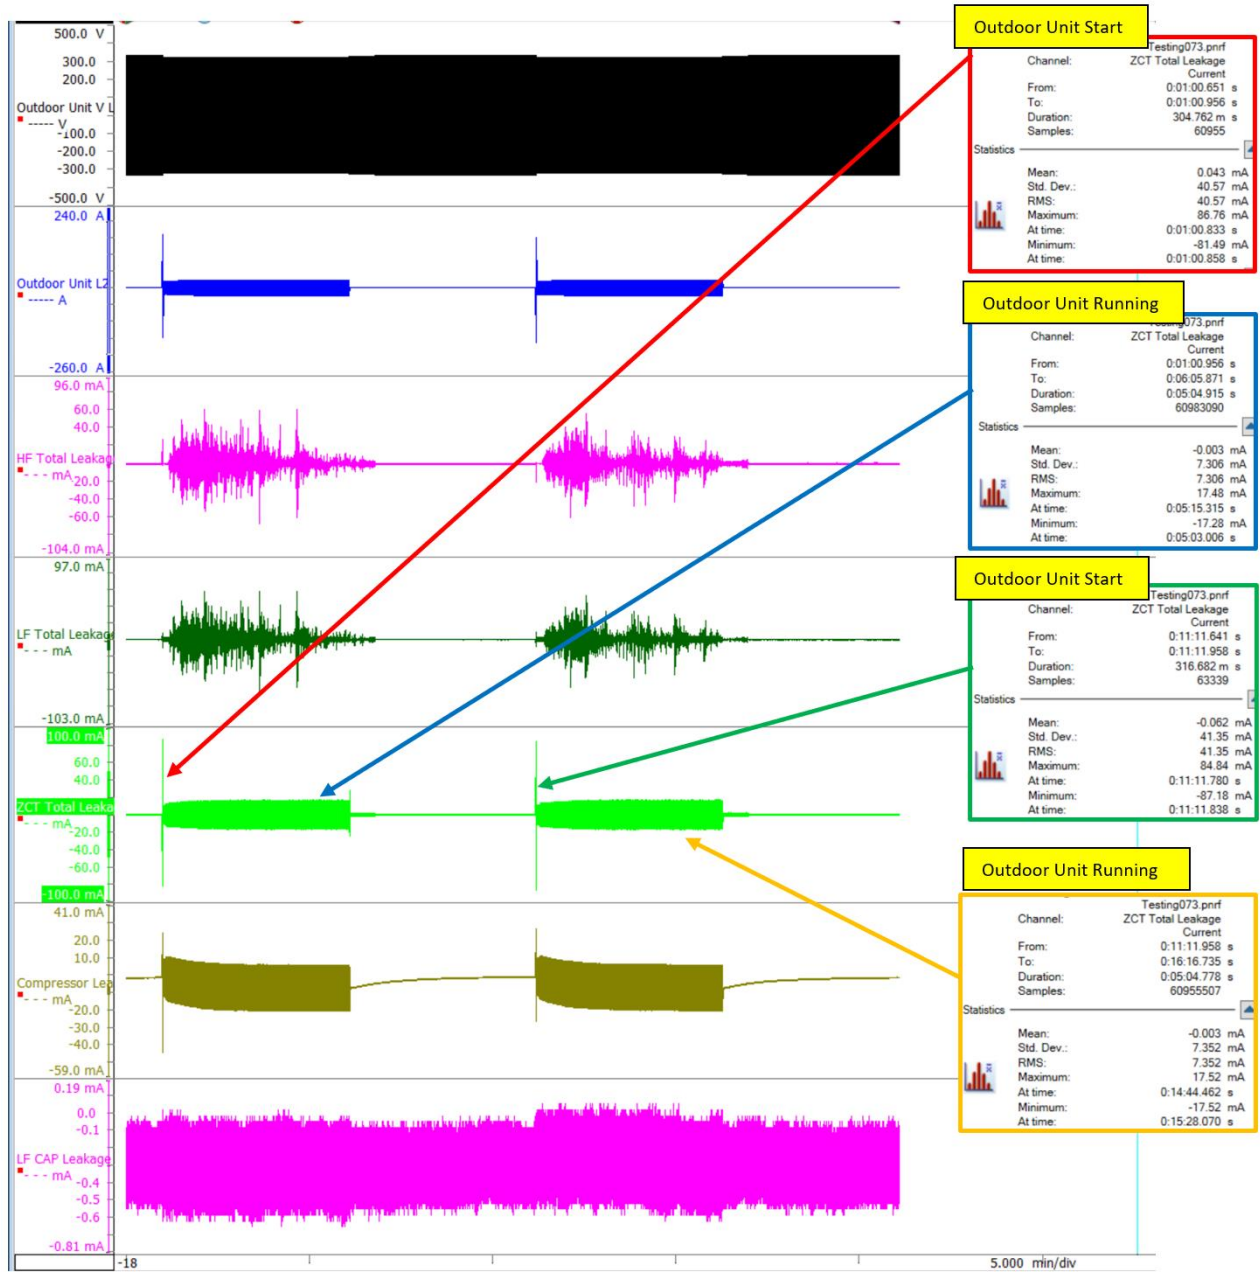 500.0 V
300.0
200.0
Outdoor Unit V L
----- V
-100.0
-200.0
-300.0
-500.0 V
240.0 A
Outdoor Unit L2
----- A
-260.0 A
96.0 mA
60.0
40.0
HF Total Leakag
- - - mA
-20.0
-40.0
-60.0
-104.0 mA
97.0 mA
LF Total Leakag
- - - mA
-103.0 mA
100.0 mA
60.0
40.0
ZCT Total Leaka
- - - mA
-20.0
-40.0
-60.0
-100.0 mA
41.0 mA
20.0
10.0
Compressor Lea
- - - mA
-20.0
-30.0
-40.0
-59.0 mA
0.19 mA
0.0
-0.1
LF CAP Leakage
- - - mA
-0.4
-0.5
-0.6
-0.81 mA
-18
5.000 min/div
Outdoor Unit Start
Testing073.pnrf
Channel: ZCT Total Leakage
Current
From: 0:01:00.651 s
To: 0:01:00.956 s
Duration: 304.762 m s
Samples: 60955
Statistics
Mean: 0.043 mA
Std. Dev.: 40.57 mA
RMS: 40.57 mA
Maximum: 86.76 mA
At time: 0:01:00.833 s
Minimum: -81.49 mA
At time: 0:01:00.858 s
Outdoor Unit Running
Testing073.pnrf
Channel: ZCT Total Leakage
Current
From: 0:01:00.956 s
To: 0:06:05.871 s
Duration: 0:05:04.915 s
Samples: 60983090
Statistics
Mean: -0.003 mA
Std. Dev.: 7.306 mA
RMS: 7.306 mA
Maximum: 17.48 mA
At time: 0:05:15.315 s
Minimum: -17.28 mA
At time: 0:05:03.006 s
Outdoor Unit Start
Testing073.pnrf
Channel: ZCT Total Leakage
Current
From: 0:11:11.641 s
To: 0:11:11.958 s
Duration: 316.682 m s
Samples: 63339
Statistics
Mean: -0.062 mA
Std. Dev.: 41.35 mA
RMS: 41.35 mA
Maximum: 84.84 mA
At time: 0:11:11.780 s
Minimum: -87.18 mA
At time: 0:11:11.838 s
Outdoor Unit Running
Testing073.pnrf
Channel: ZCT Total Leakage
Current
From: 0:11:11.958 s
To: 0:16:16.735 s
Duration: 0:05:04.778 s
Samples: 60955507
Statistics
Mean: -0.003 mA
Std. Dev.: 7.352 mA
RMS: 7.352 mA
Maximum: 17.52 mA
At time: 0:14:44.462 s
Minimum: -17.52 mA
At time: 0:15:28.070 s